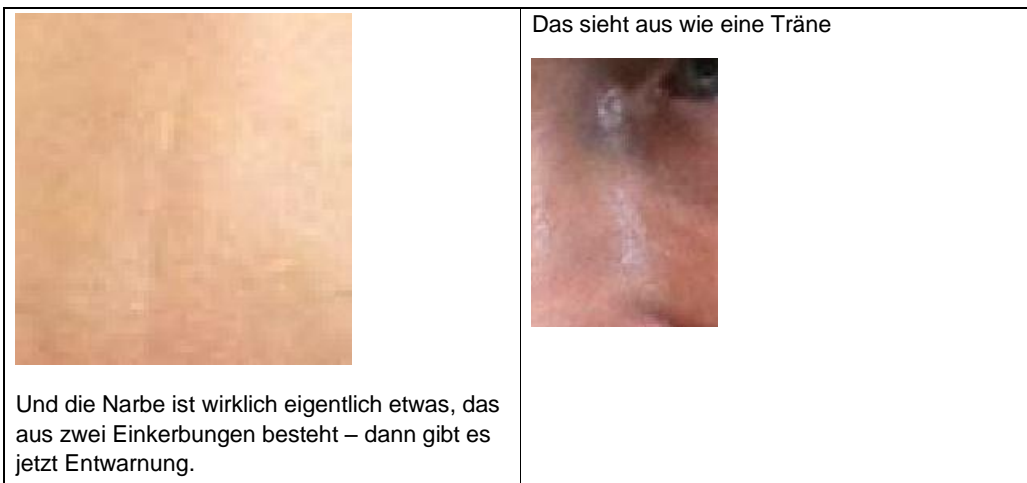 Das sieht aus wie eine Träne
Und die Narbe ist wirklich eigentlich etwas, das
aus zwei Einkerbungen besteht – dann gibt es
jetzt Entwarnung.